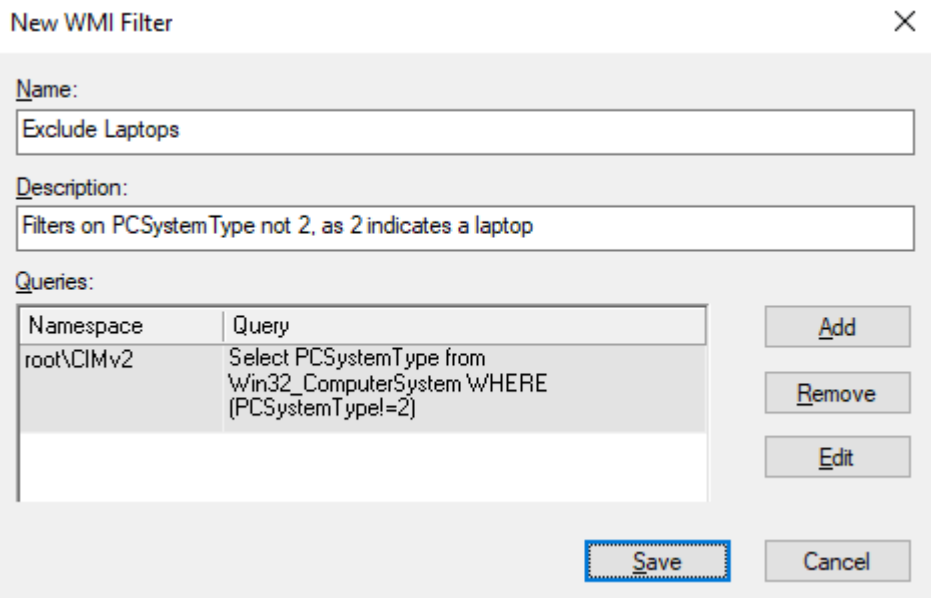 New WMI Filter
Name:
Exclude Laptops
Description:
Filters on PCSystemType not 2, as 2 indicates a laptop
Queries:
Namespace Query
root\CIMv2 Select PCSystemType from
Win32_ComputerSystem WHERE
(PCSystemType!=2)
Add
Remove
Edit
Save Cancel